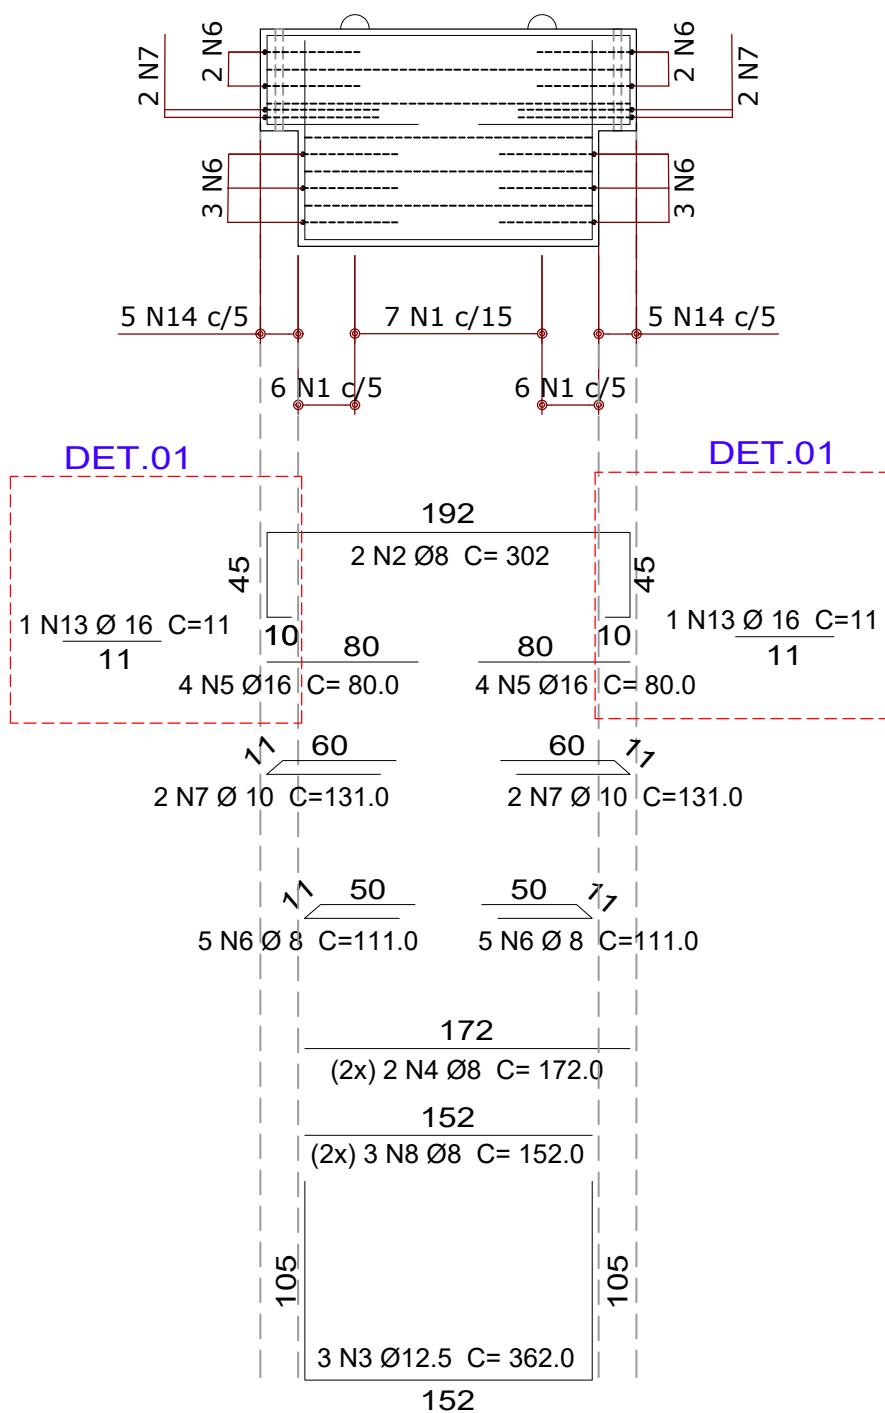 2 N7
2 N6
2 N6
2 N7
3 N6
3 N6
5 N14 c/5
7 N1 c/15
5 N14 c/5
6 N1 c/5
6 N1 c/5
DET.01
DET.01
192
2 N2 Ø8 C= 302
45
45
1 N13 Ø 16 C=11
11
1 N13 Ø 16 C=11
11
10
10
80
80
4 N5 Ø16 C= 80.0
4 N5 Ø16 C= 80.0
11
60
60
11
2 N7 Ø 10 C=131.0
2 N7 Ø 10 C=131.0
11
50
50
11
5 N6 Ø 8 C=111.0
5 N6 Ø 8 C=111.0
172
(2x) 2 N4 Ø8 C= 172.0
152
(2x) 3 N8 Ø8 C= 152.0
105
105
3 N3 Ø12.5 C= 362.0
152